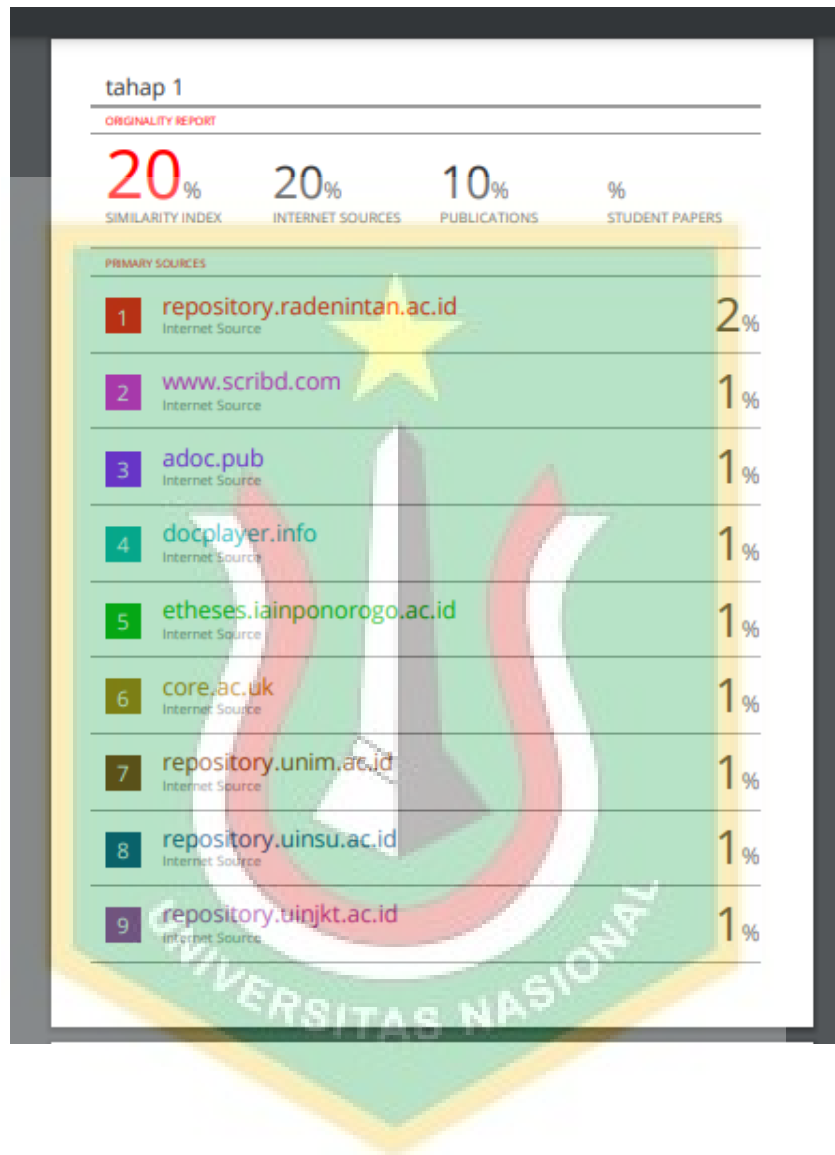 tahap 1
ORIGINALITY REPORT
20% 20% 10% %
SIMILARITY INDEX INTERNET SOURCES PUBLICATIONS STUDENT PAPERS
PRIMARY SOURCES
1 repository.radenintan.ac.id 2%
Internet Source
2 www.scribd.com 1%
Internet Source
3 adoc.pub 1%
Internet Source
4 docplayer.info 1%
Internet Source
5 etheses.iainponorogo.ac.id 1%
Internet Source
6 core.ac.uk 1%
Internet Source
7 repository.unim.ac.id 1%
Internet Source
8 repository.uinsu.ac.id 1%
Internet Source
9 repository.uinjkt.ac.id 1%
Internet Source
UNIVERSITAS NASIONAL